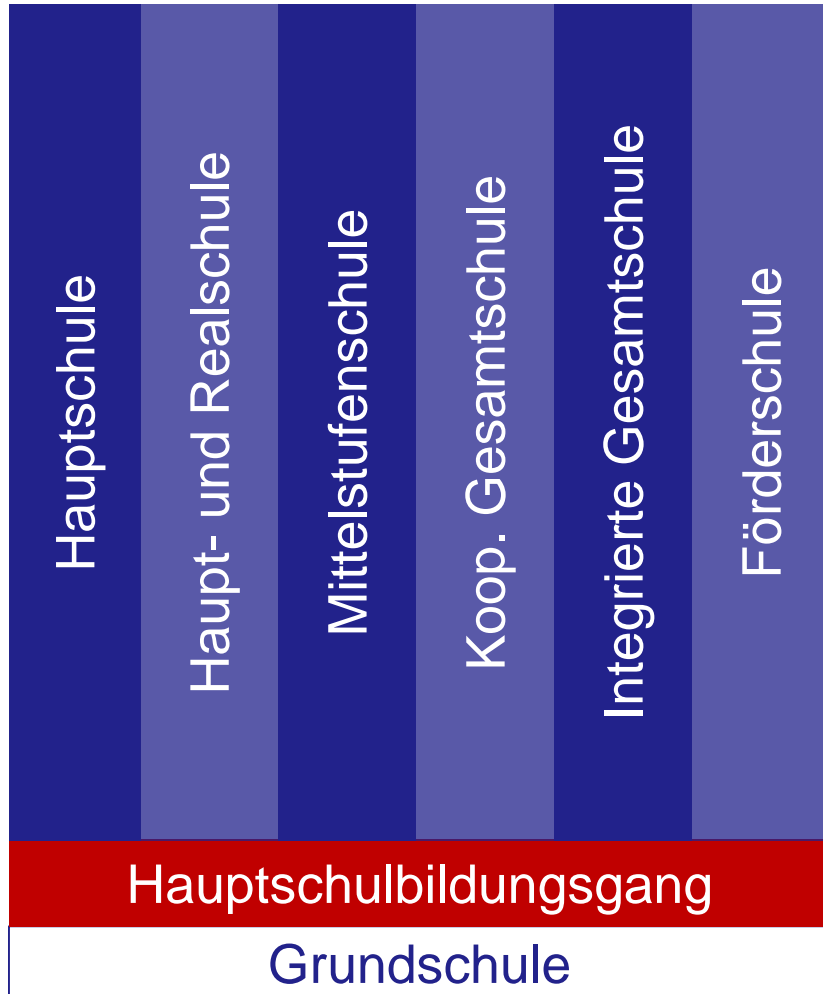 Hauptschule
Haupt- und Realschule
Mittelstufenschule
Koop. Gesamtschule
Integrierte Gesamtschule
Förderschule
Hauptschulbildungsgang
Grundschule